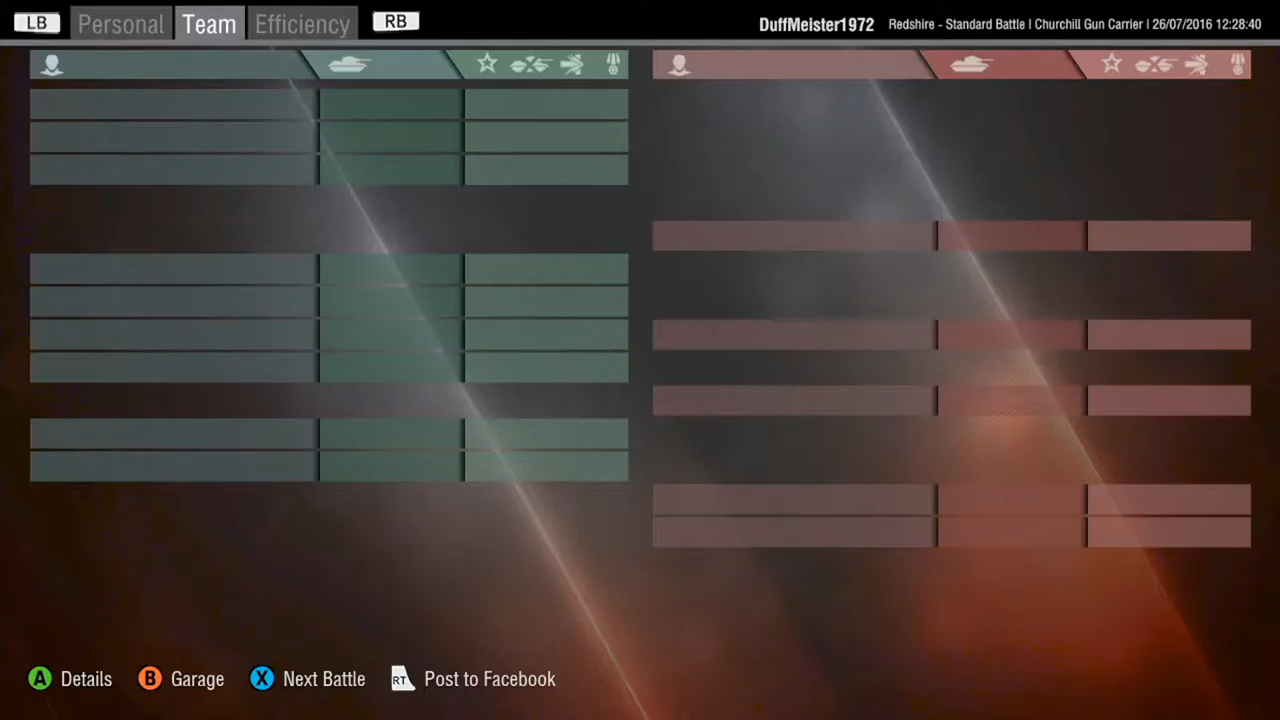 LB Personal Team Efficiency RB DuffMeister1972 Redshire - Standard Battle | Churchill Gun Carrier | 26/07/2016 12:28:40
A Details B Garage X Next Battle RT Post to Facebook